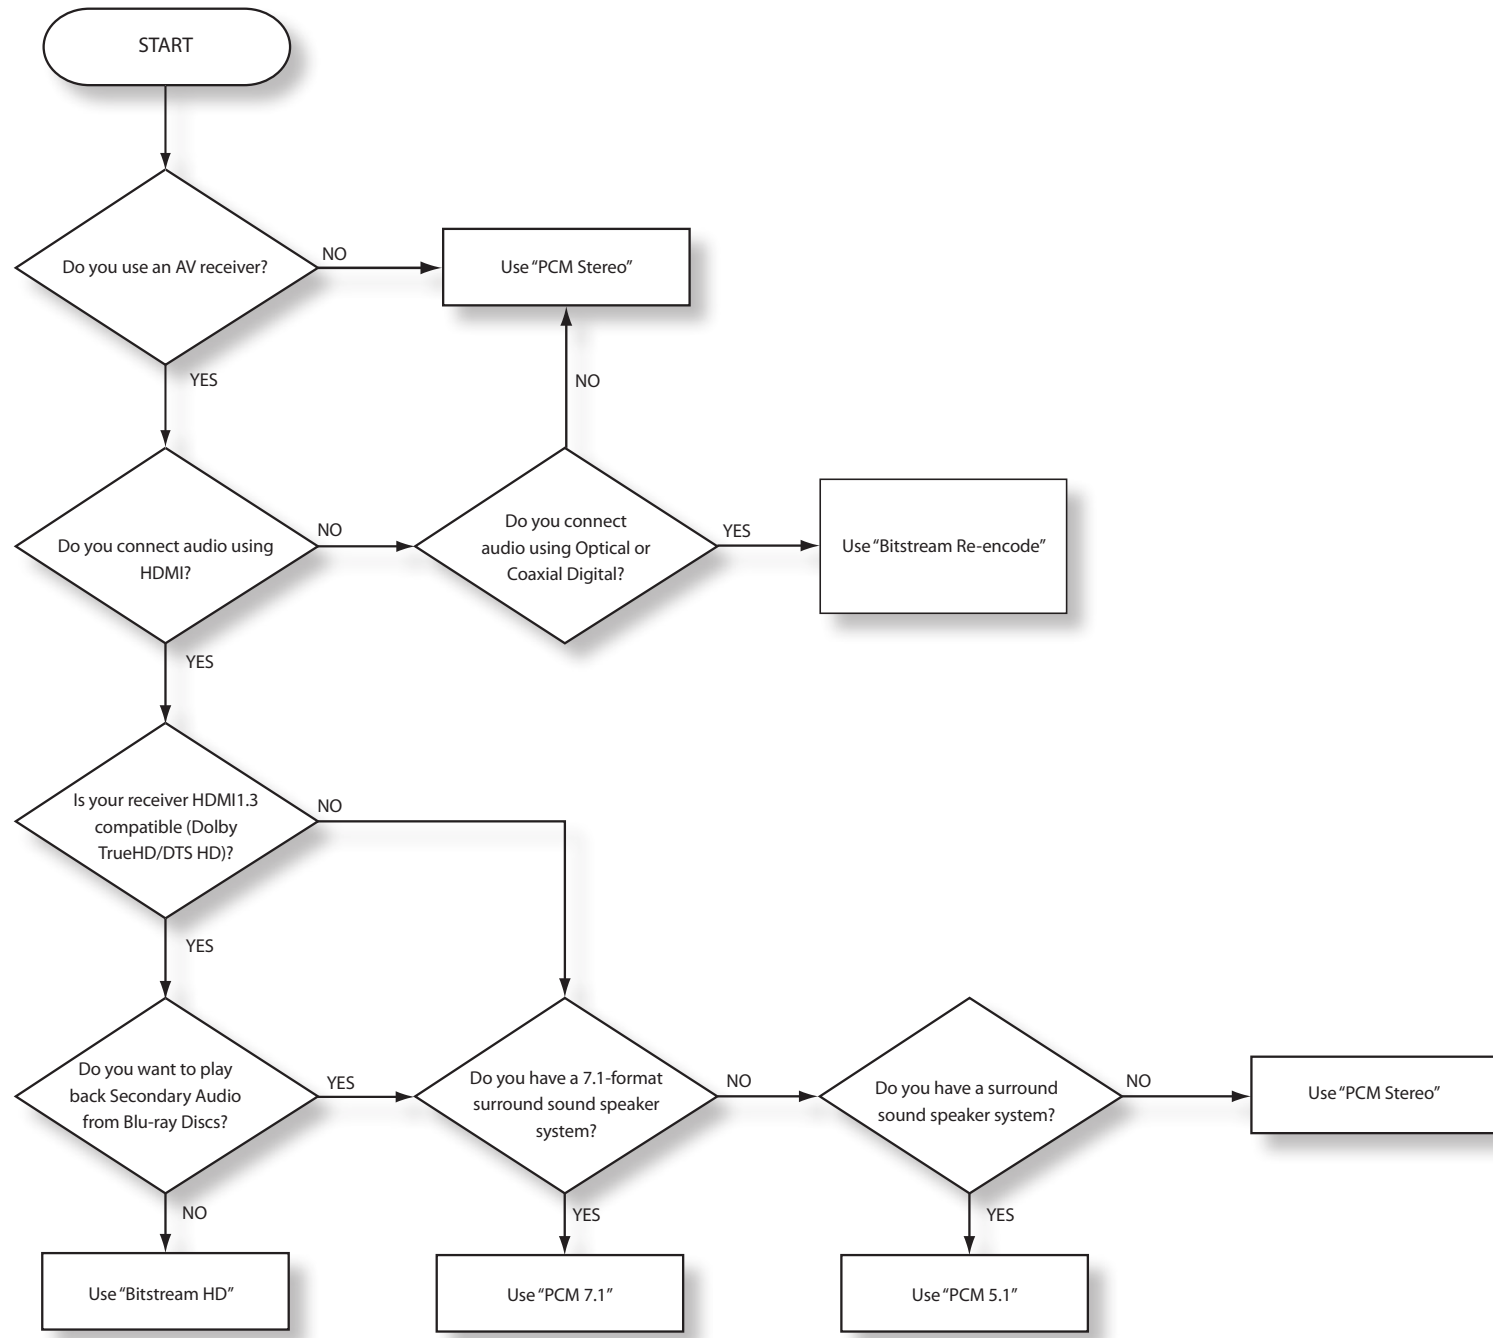 START
Do you use an AV receiver?
NO
Use "PCM Stereo"
YES
NO
Do you connect audio using
HDMI?
NO
Do you connect
audio using Optical or
Coaxial Digital?
YES
Use "Bitstream Re-encode"
YES
Is your receiver HDMI1.3
compatible (Dolby
TrueHD/DTS HD)?
NO
YES
Do you want to play
back Secondary Audio
from Blu-ray Discs?
YES
Do you have a 7.1-format
surround sound speaker
system?
NO
Do you have a surround
sound speaker system?
NO
Use "PCM Stereo"
NO
YES
YES
Use "Bitstream HD"
Use "PCM 7.1"
Use "PCM 5.1"